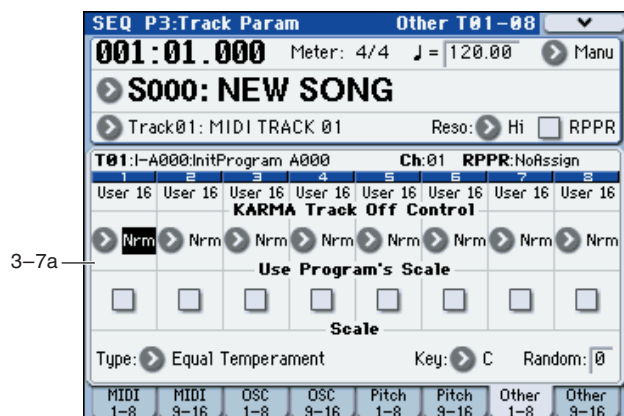 SEQ P3:Track Param Other T01-08
001:01.000 Meter: 4/4 ♩= 120.00 Manu
S000: NEW SONG
Track01: MIDI TRACK 01 Reso: Hi RPPR
T01:I-A000:InitProgram A000 Ch:01 RPPR:NoAssign
1 2 3 4 5 6 7 8
User 16 User 16 User 16 User 16 User 16 User 16 User 16 User 16
KARMA Track Off Control
Nrm Nrm Nrm Nrm Nrm Nrm Nrm Nrm
3–7a
Use Program's Scale
Scale
Type: Equal Temperament Key: C Random: 0
MIDI 1-8 MIDI 9-16 OSC 1-8 OSC 9-16 Pitch 1-8 Pitch 9-16 Other 1-8 Other 9-16